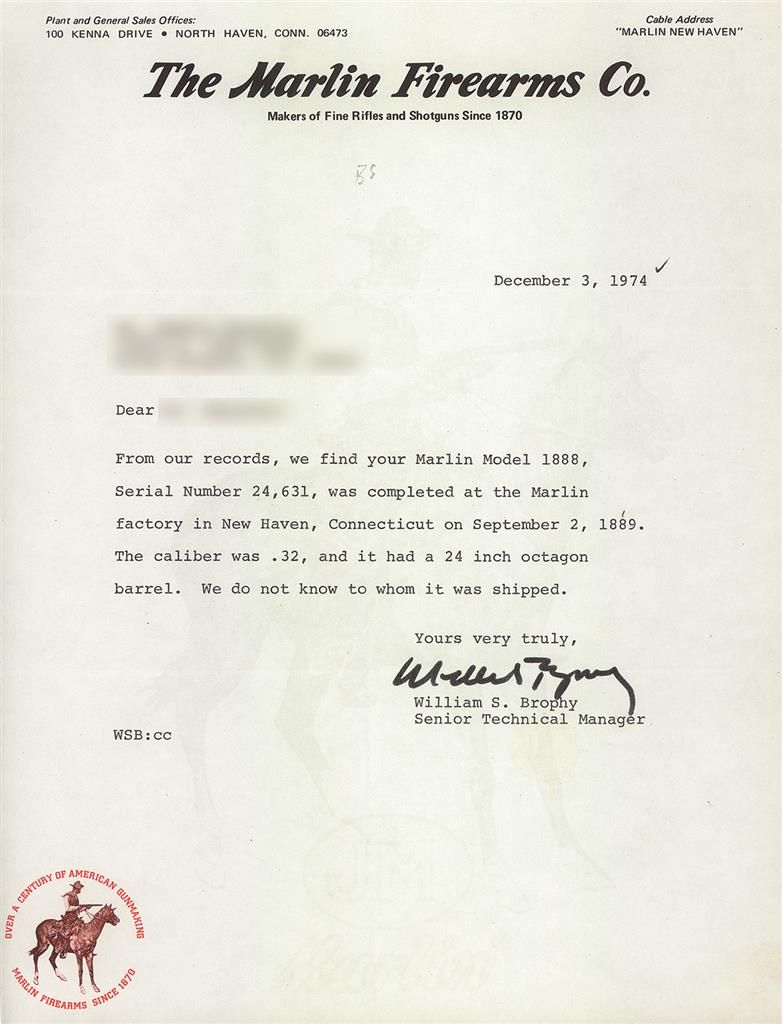 Plant and General Sales Offices:
100 KENNA DRIVE ● NORTH HAVEN, CONN. 06473
Cable Address
"MARLIN NEW HAVEN"
The Marlin Firearms Co.
Makers of Fine Rifles and Shotguns Since 1870
BS
December 3, 1974
Dear
From our records, we find your Marlin Model 1888,
Serial Number 24,631, was completed at the Marlin
factory in New Haven, Connecticut on September 2, 1889.
The caliber was .32, and it had a 24 inch octagon
barrel. We do not know to whom it was shipped.
Yours very truly,
William S. Brophy
Senior Technical Manager
WSB:cc
OVER A CENTURY OF AMERICAN GUNMAKING
MARLIN FIREARMS SINCE 1870